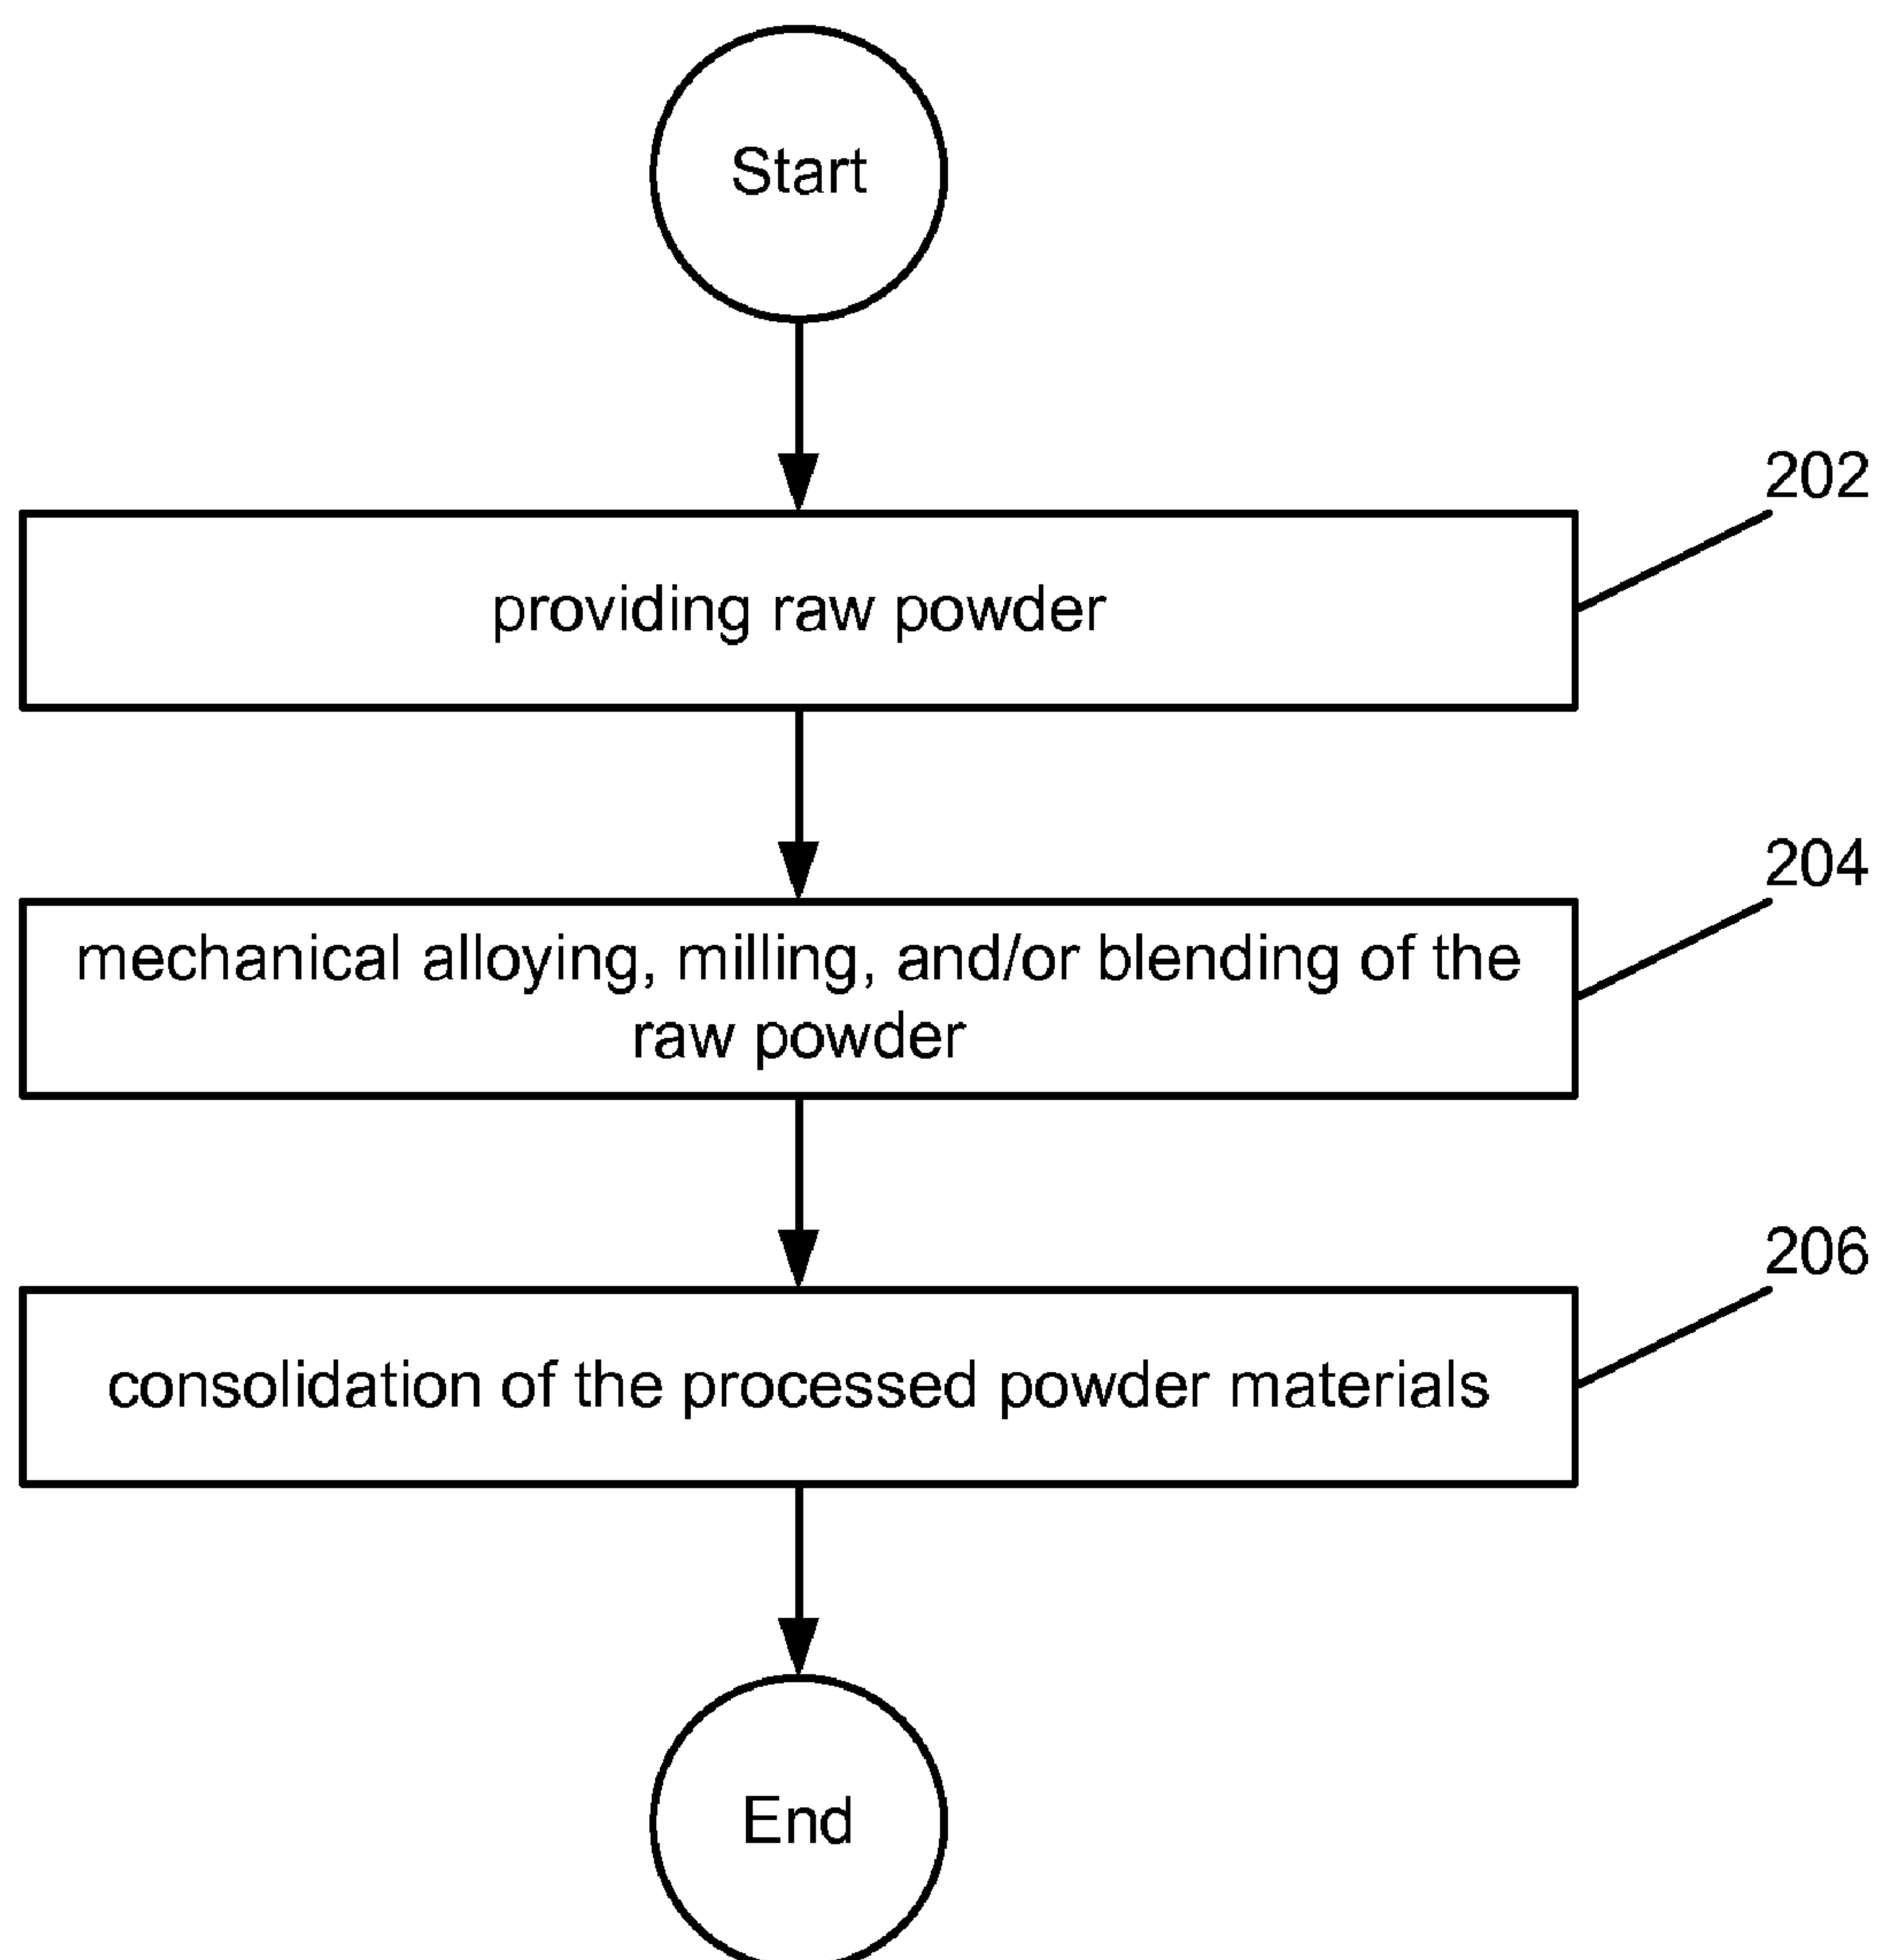 Start
202
providing raw powder
204
mechanical alloying, milling, and/or blending of the
raw powder
206
consolidation of the processed powder materials
End